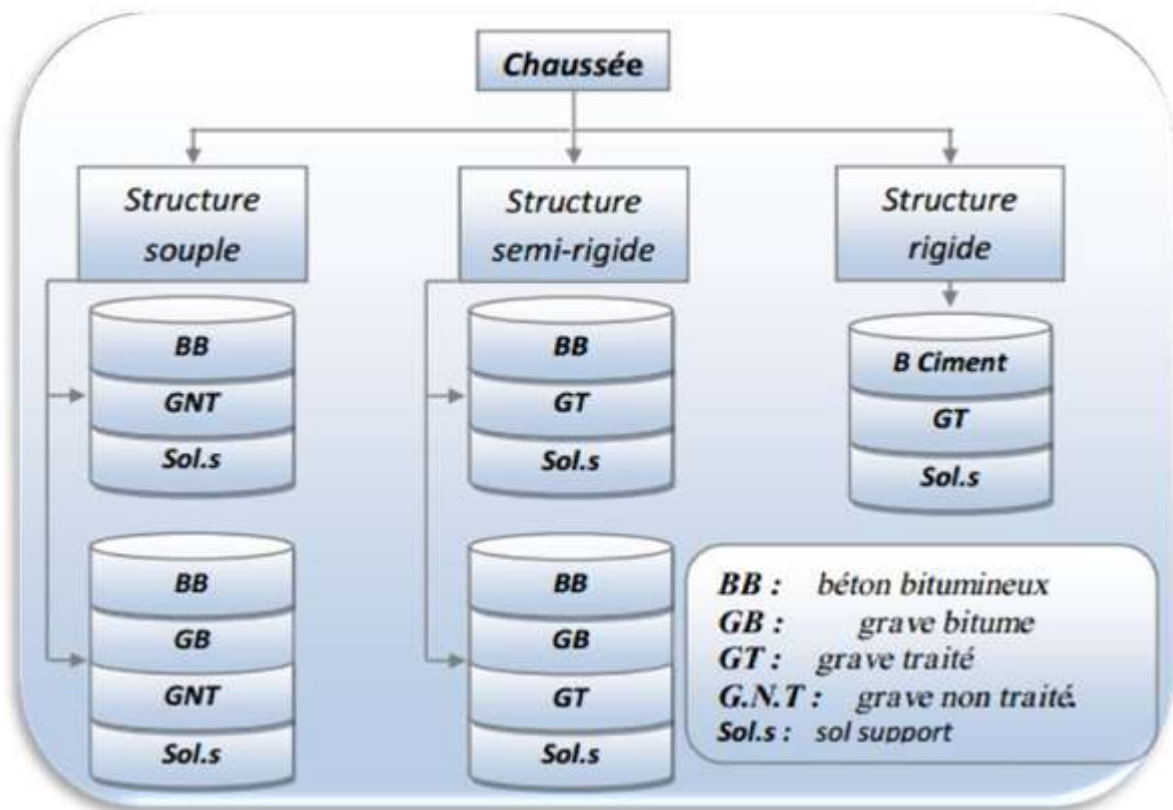 Chaussée
Structure
souple
Structure
semi-rigide
Structure
rigide
BB
GNT
Sol.s
BB
GB
GNT
Sol.s
BB
GT
Sol.s
BB
GB
GT
Sol.s
B Ciment
GT
Sol.s
BB : béton bitumineux
GB : grave bitume
GT : grave traité
G.N.T : grave non traité.
Sol.s : sol support